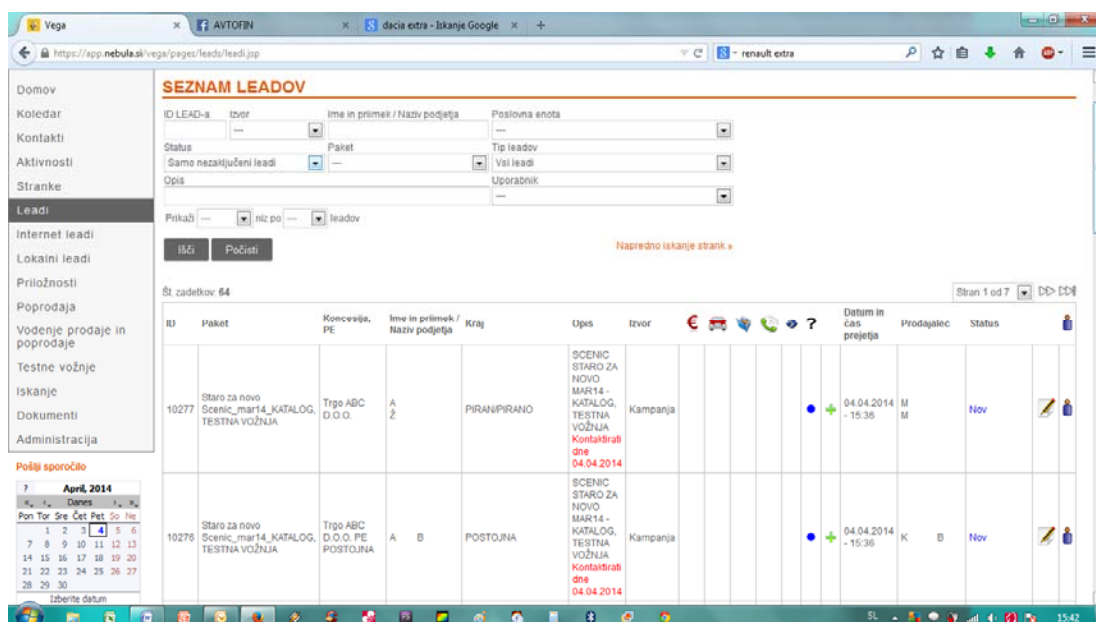 Vega
AVTOFIN
dacia extra - Iskanje Google
https://app.nebula.si/vega/pages/leads/leadi.jsp
renault extra
Domov
Koledar
Kontakti
Aktivnosti
Stranke
Leadi
Internet leadi
Lokalni leadi
Priložnosti
Poprodaja
Vodenje prodaje in
poprodaje
Testne vožnje
Iskanje
Dokumenti
Administracija
Pošlji sporočilo
? April, 2014
« ‹ Danes › »
Pon Tor Sre Čet Pet So Ne
1 2 3 4 5 6
7 8 9 10 11 12 13
14 15 16 17 18 19 20
21 22 23 24 25 26 27
28 29 30
Izberite datum
SEZNAM LEADOV
ID LEAD-a Izvor Ime in priimek / Naziv podjetja Poslovna enota
--- ---
Status Paket Tip leadov
Samo nezaključeni leadi --- Vsi leadi
Opis Uporabnik
---
Prikaži --- niz po --- leadov
Išči Počisti Napredno iskanje strank »
Št. zadetkov: 64 Stran 1 od 7
ID Paket Koncesija, PE Ime in priimek / Naziv podjetja Kraj Opis Izvor € ? Datum in čas prejetja Prodajalec Status
10277
Staro za novo
Scenic_mar14_KATALOG,
TESTNA VOŽNJA
Trgo ABC
D.O.O.
A
Ž
PIRAN/PIRANO
SCENIC
STARO ZA
NOVO
MAR14 -
KATALOG,
TESTNA
VOŽNJA
Kontaktirati
dne
04.04.2014
Kampanja
04.04.2014
- 15:36
M
M
Nov
10276
Staro za novo
Scenic_mar14_KATALOG,
TESTNA VOŽNJA
Trgo ABC
D.O.O. PE
POSTOJNA
A B
POSTOJNA
SCENIC
STARO ZA
NOVO
MAR14 -
KATALOG,
TESTNA
VOŽNJA
Kontaktirati
dne
04.04.2014
Kampanja
04.04.2014
- 15:36
K B
Nov
SL 15:42